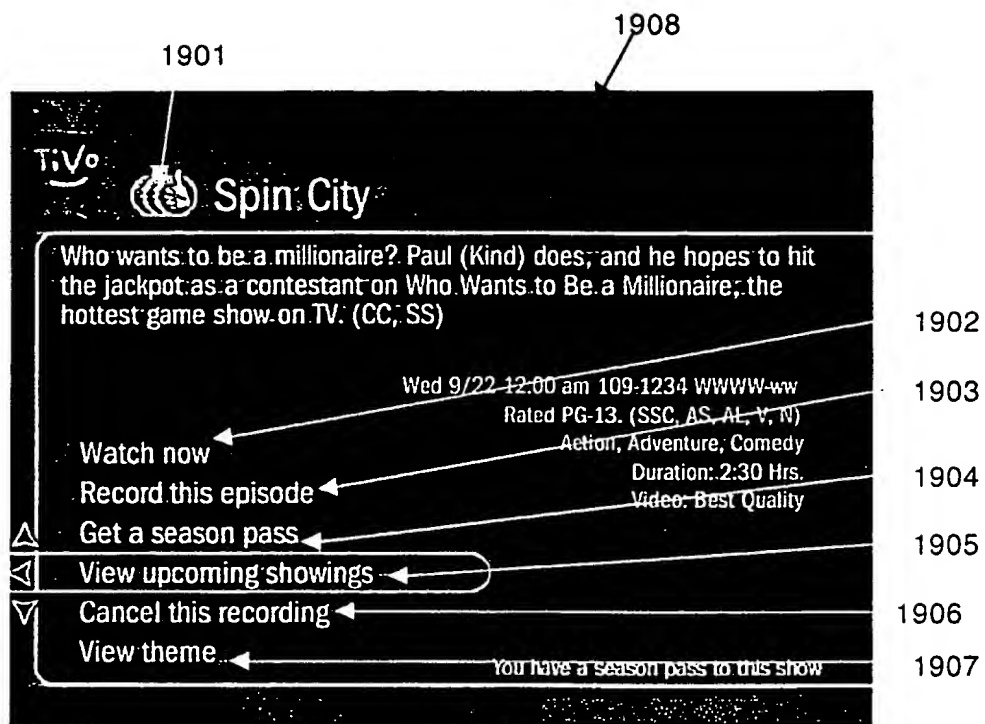 1908
1901
TiVo
Spin City
Who wants to be a millionaire? Paul (Kind) does, and he hopes to hit
the jackpot as a contestant on Who Wants to Be a Millionaire, the
hottest game show on TV. (CC, SS)
1902
Wed 9/22 12:00 am 109-1234 WWWW-ww
1903
Rated PG-13. (SSC, AS, AL, V, N)
Action, Adventure, Comedy
Watch now
Duration: 2:30 Hrs.
1904
Record this episode
Video: Best Quality
Get a season pass
1905
View upcoming showings
Cancel this recording
1906
View theme
You have a season pass to this show
1907